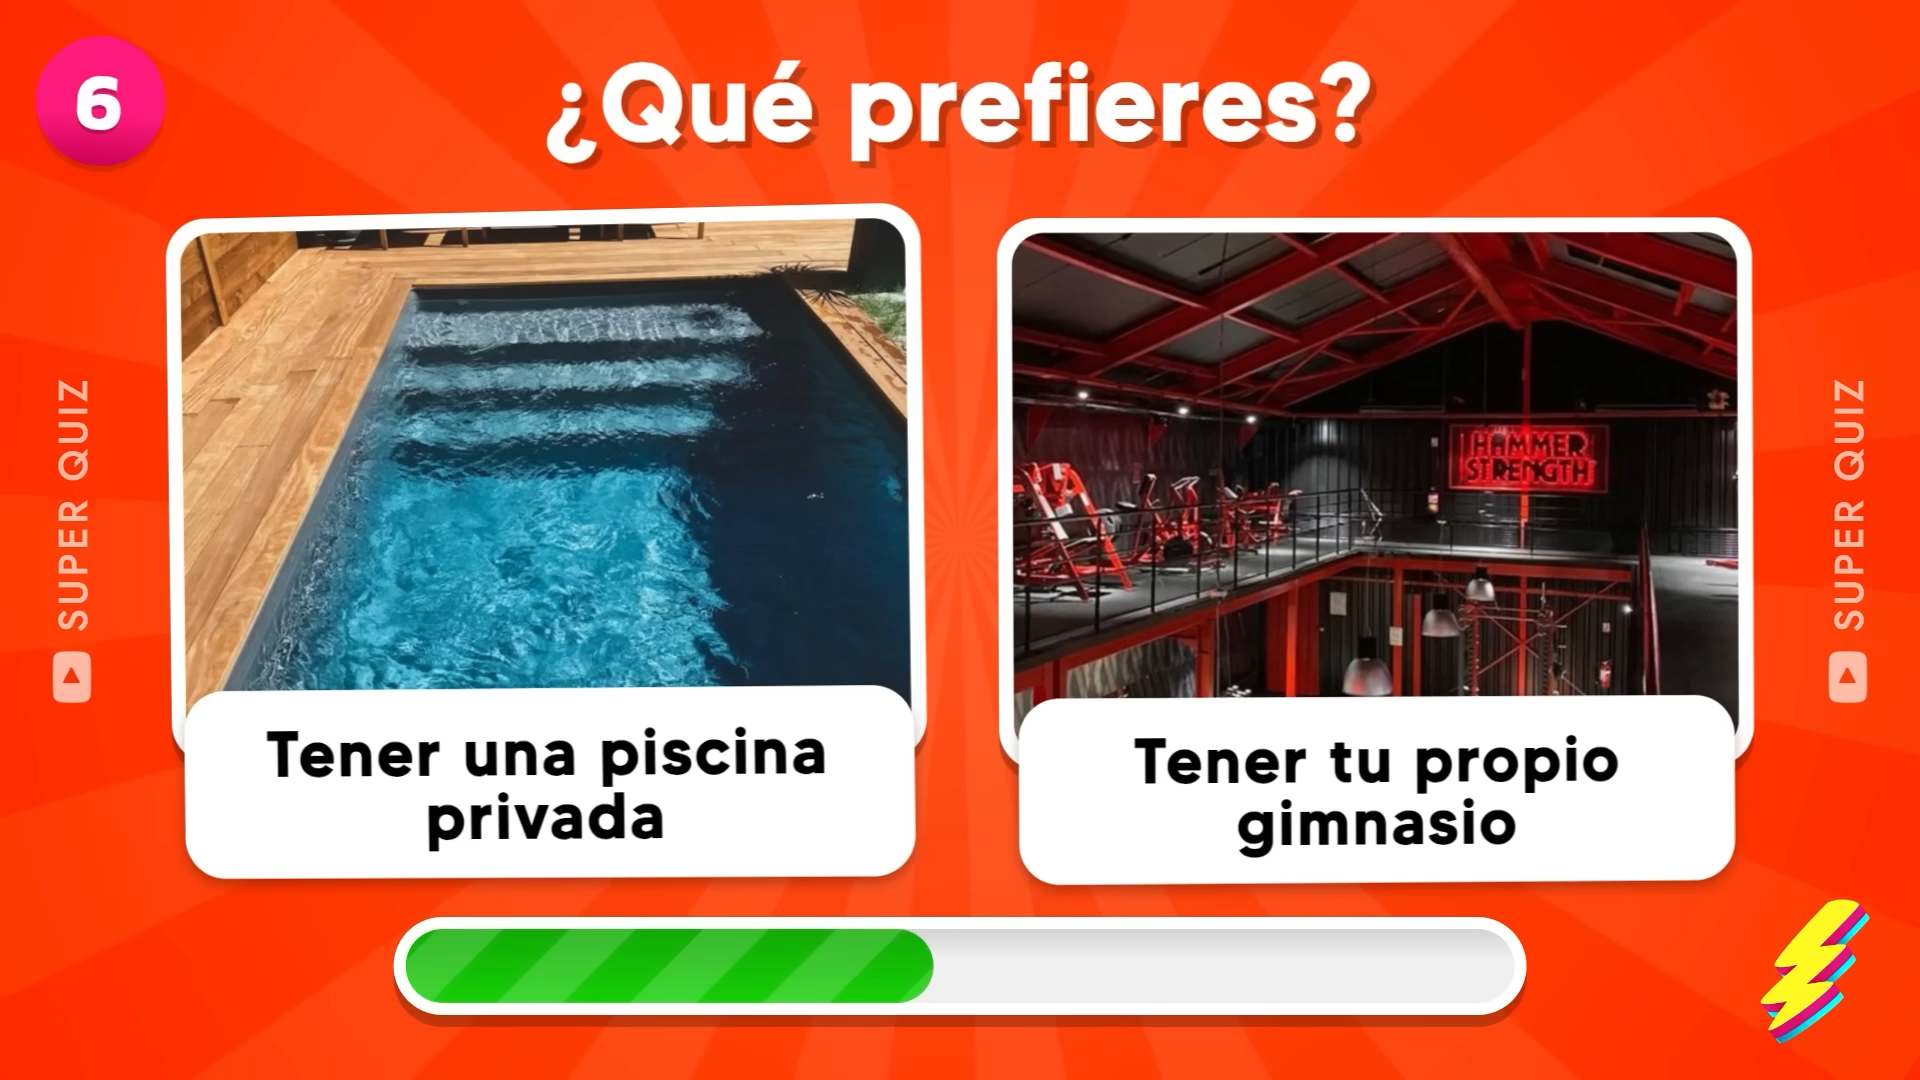 6
¿Qué prefieres?
SUPER QUIZ
HAMMER
STRENGTH
SUPER QUIZ
Tener una piscina
privada
Tener tu propio
gimnasio